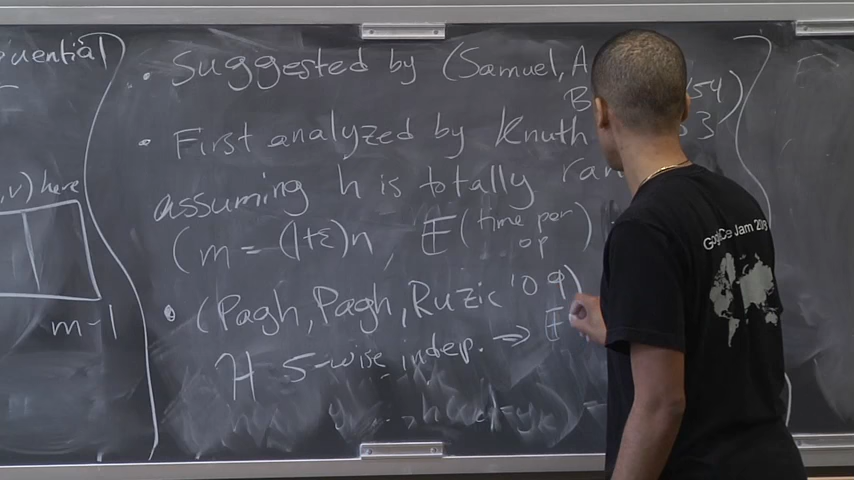 • Suggested by (Samuel, A
B 54)
• First analyzed by Knuth 63
assuming h is totally ran
(m = (1+ε)n, 𝔼(time per
op)
• (Pagh, Pagh, Ruzic '09)
H 5-wise indep. ⇒ 𝔼
uential
, v) here
m-1
Jam